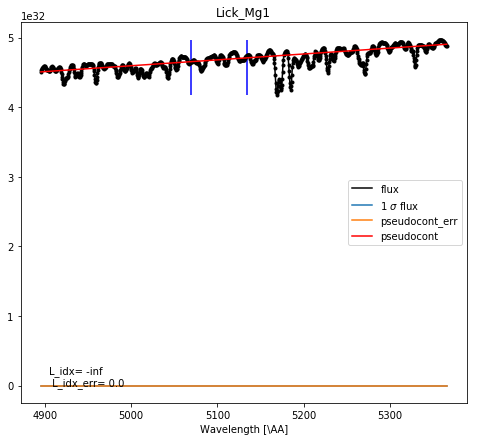 Lick_Mg1
1e32
5
4
3
2
1
0
flux
1 σ flux
pseudocont_err
pseudocont
L_idx= -inf
L_idx_err= 0.0
4900 5000 5100 5200 5300
Wavelength [\AA]